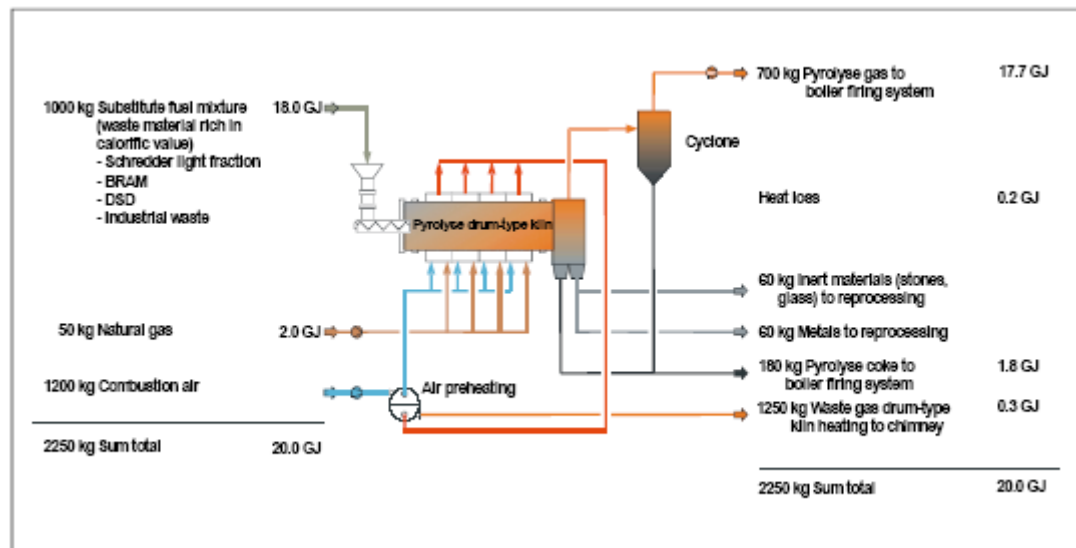 1000 kg Substitute fuel mixture 18.0 GJ
(waste material rich in
caloriffic value)
- Schredder light fraction
- BRAM
- DSD
- Industrial waste
50 kg Natural gas 2.0 GJ
1200 kg Combustion air
2250 kg Sum total 20.0 GJ
Pyrolyse drum-type kiln
Air preheating
Cyclone
700 kg Pyrolyse gas to 17.7 GJ
boiler firing system
Heat loss 0.2 GJ
60 kg Inert materials (stones,
glass) to reprocessing
60 kg Metals to reprocessing
180 kg Pyrolyse coke to 1.8 GJ
boiler firing system
1250 kg Waste gas drum-type 0.3 GJ
kiln heating to chimney
2250 kg Sum total 20.0 GJ